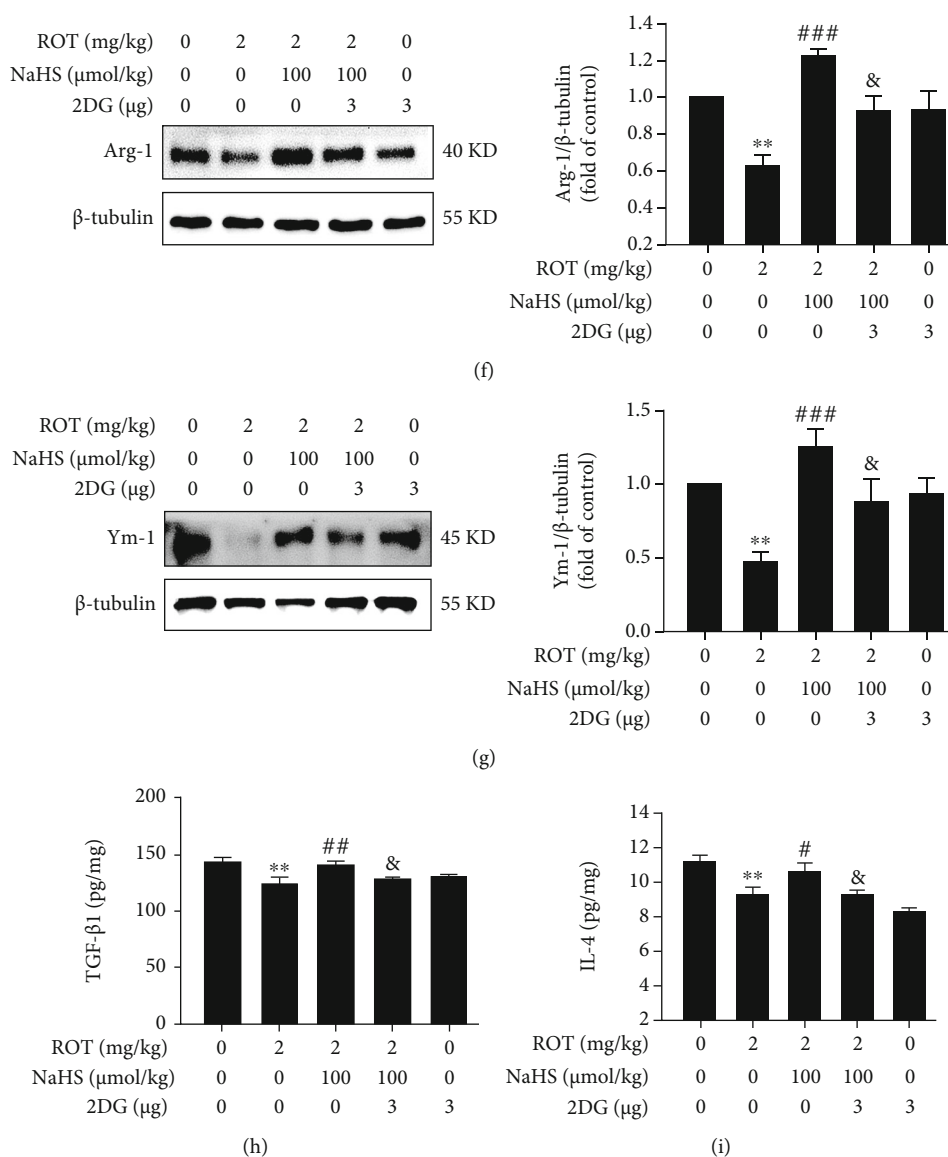 ROT (mg/kg) 0 2 2 2 0
NaHS (μmol/kg) 0 0 100 100 0
2DG (μg) 0 0 0 3 3
Arg-1 40 KD
β-tubulin 55 KD
Arg-1/β-tubulin
(fold of control)
1.4
1.2
1.0
0.8
0.6
0.4
0.2
**
###
&
ROT (mg/kg) 0 2 2 2 0
NaHS (μmol/kg) 0 0 100 100 0
2DG (μg) 0 0 0 3 3
(f)
ROT (mg/kg) 0 2 2 2 0
NaHS (μmol/kg) 0 0 100 100 0
2DG (μg) 0 0 0 3 3
Ym-1 45 KD
β-tubulin 55 KD
Ym-1/β-tubulin
(fold of control)
1.5
1.0
0.5
0.0
**
###
&
ROT (mg/kg) 0 2 2 2 0
NaHS (μmol/kg) 0 0 100 100 0
2DG (μg) 0 0 0 3 3
(g)
TGF-β1 (pg/mg)
200
150
100
50
0
**
##
&
ROT (mg/kg) 0 2 2 2 0
NaHS (μmol/kg) 0 0 100 100 0
2DG (μg) 0 0 0 3 3
(h)
IL-4 (pg/mg)
14
12
10
8
6
4
2
**
#
&
ROT (mg/kg) 0 2 2 2 0
NaHS (μmol/kg) 0 0 100 100 0
2DG (μg) 0 0 0 3 3
(i)